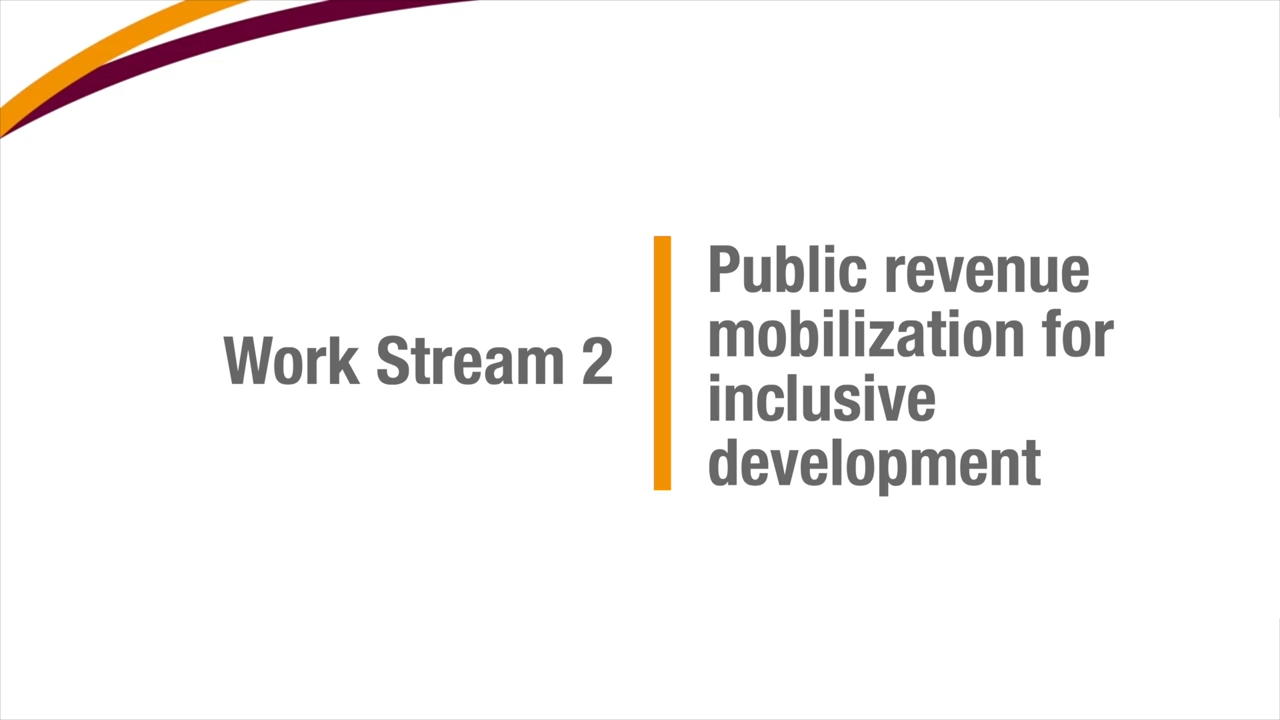 Work Stream 2
Public revenue
mobilization for
inclusive
development